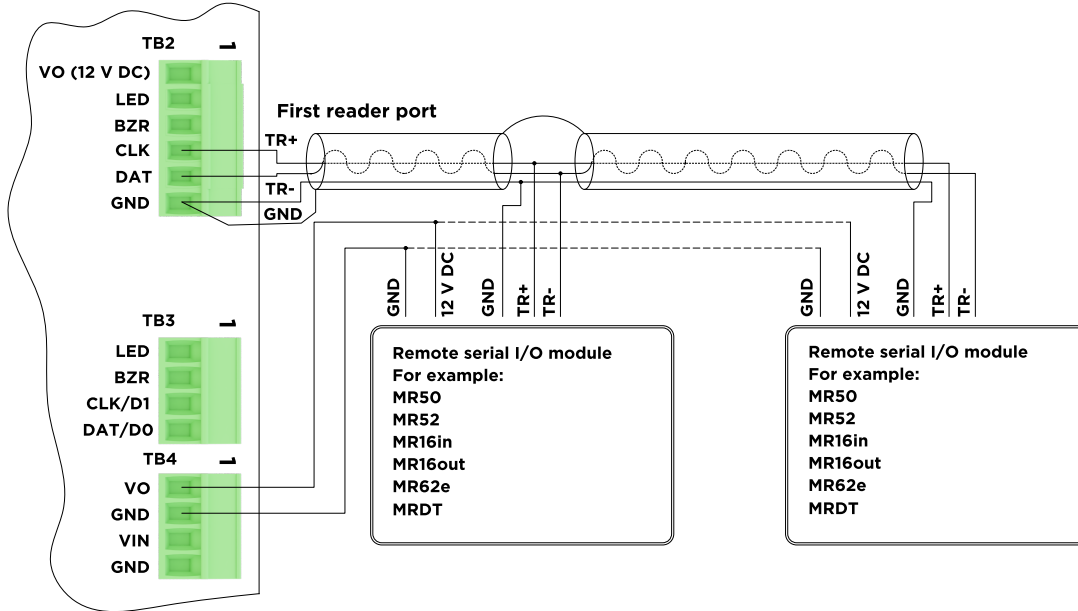 TB2 1
VO (12 V DC)
LED
BZR
CLK
DAT
GND
First reader port
TR+
TR-
GND
TB3 1
LED
BZR
CLK/D1
DAT/D0
TB4 1
VO
GND
VIN
GND
GND
12 V DC
GND
TR+
TR-
GND
12 V DC
GND
TR+
TR-
Remote serial I/O module
For example:
MR50
MR52
MR16in
MR16out
MR62e
MRDT
Remote serial I/O module
For example:
MR50
MR52
MR16in
MR16out
MR62e
MRDT